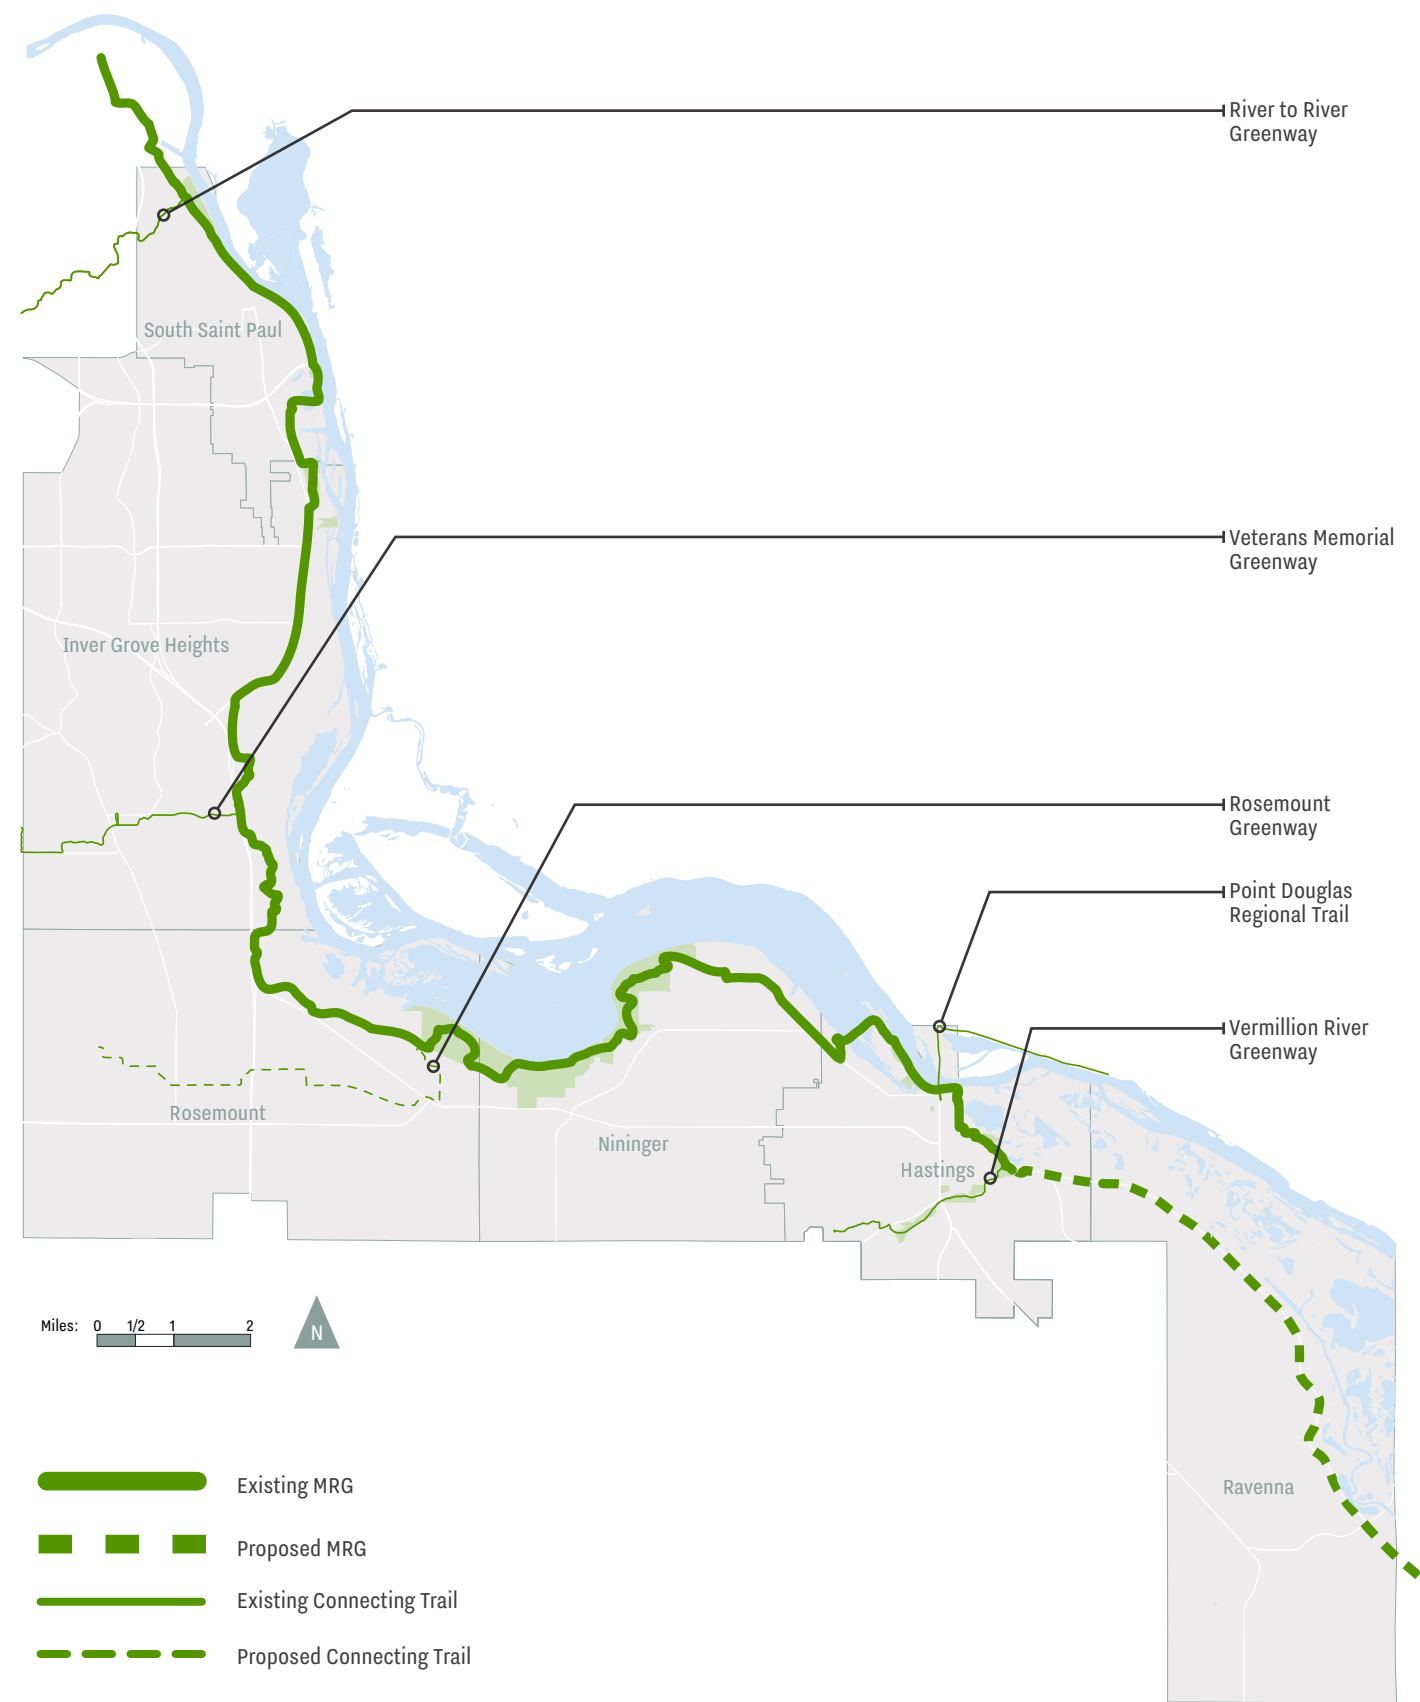 River to River
Greenway
South Saint Paul
Veterans Memorial
Greenway
Inver Grove Heights
Rosemount
Greenway
Point Douglas
Regional Trail
Vermillion River
Greenway
Rosemount
Nininger
Hastings
Miles: 0 1/2 1 2
N
Ravenna
Existing MRG
Proposed MRG
Existing Connecting Trail
Proposed Connecting Trail